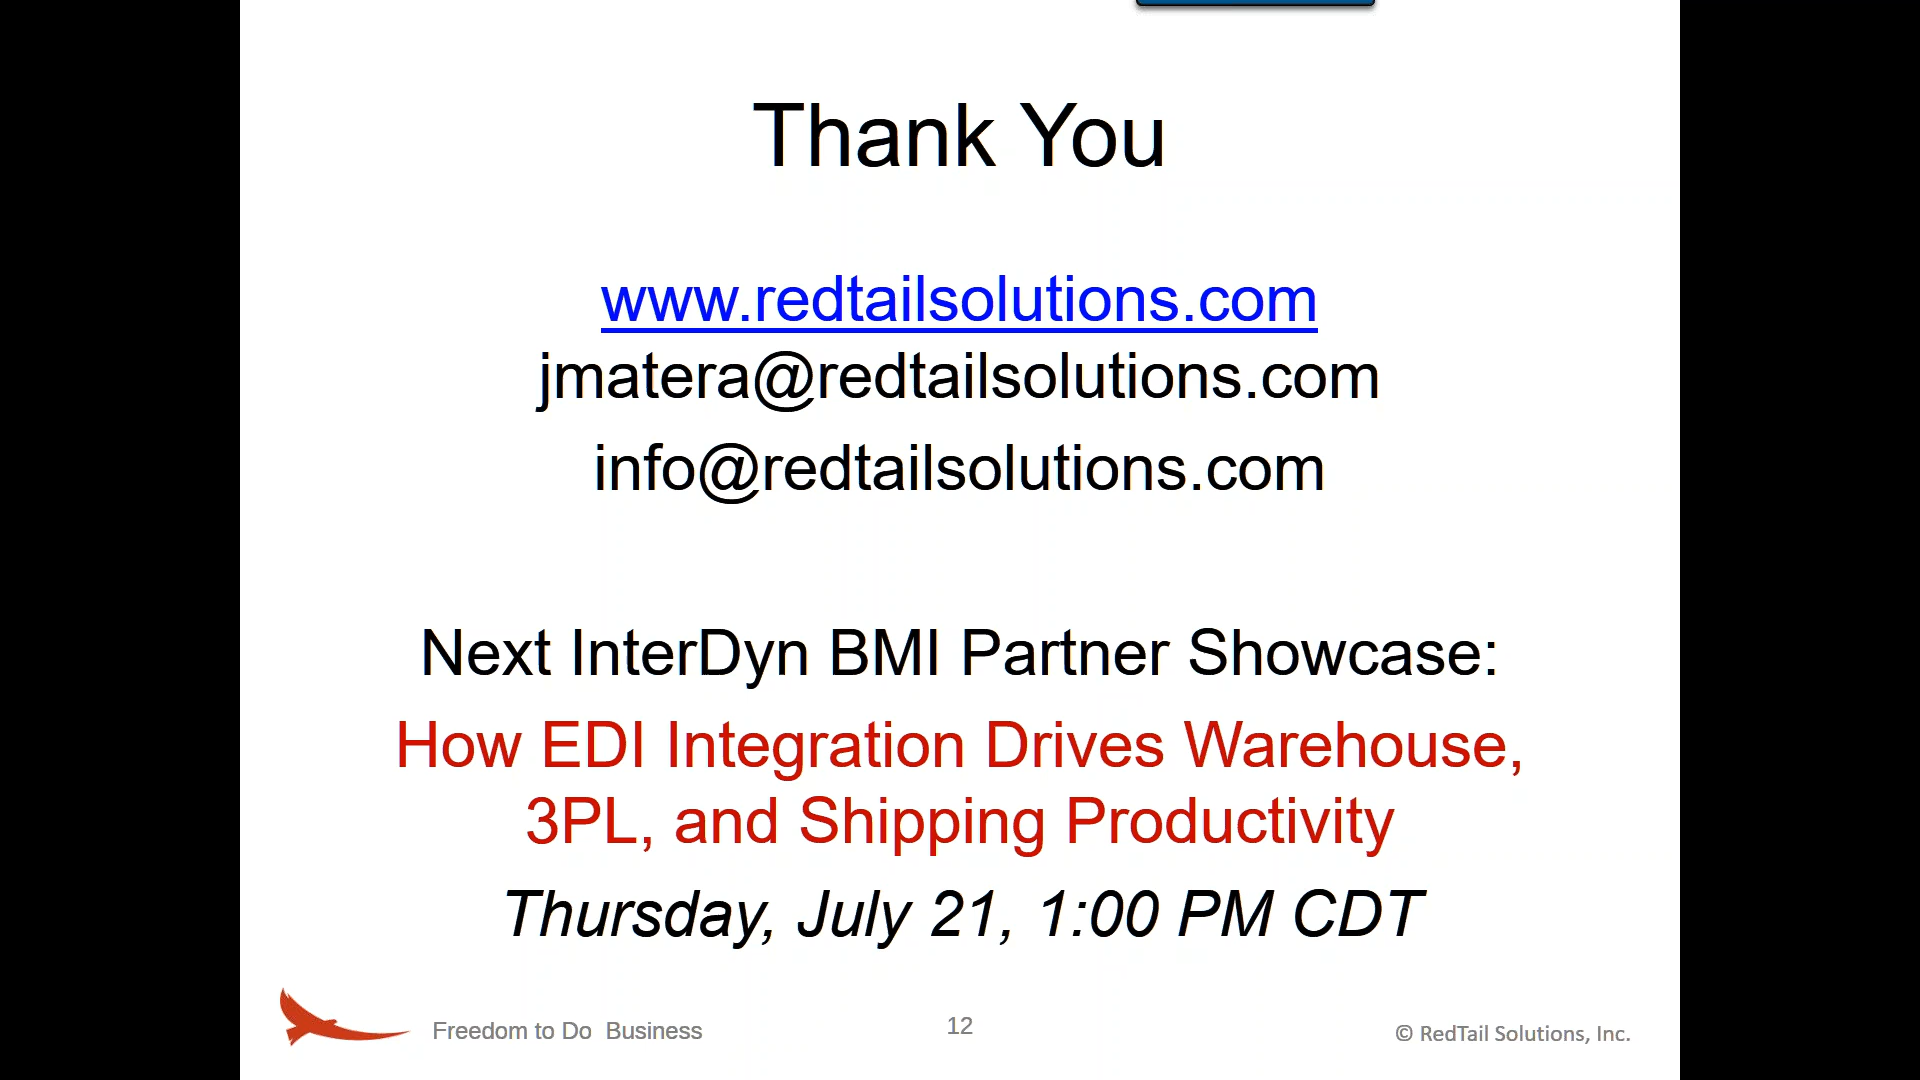 Thank You
www.redtailsolutions.com
jmatera@redtailsolutions.com
info@redtailsolutions.com
Next InterDyn BMI Partner Showcase:
How EDI Integration Drives Warehouse,
3PL, and Shipping Productivity
Thursday, July 21, 1:00 PM CDT
Freedom to Do  Business
12
© RedTail Solutions, Inc.